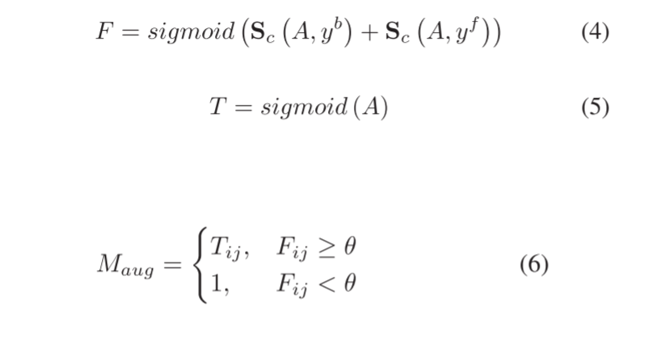 F = sigmoid (S_c (A, y^b) + S_c (A, y^f)) (4)
T = sigmoid (A) (5)
M_aug = { T_ij, F_ij ≥ θ
1, F_ij < θ (6)